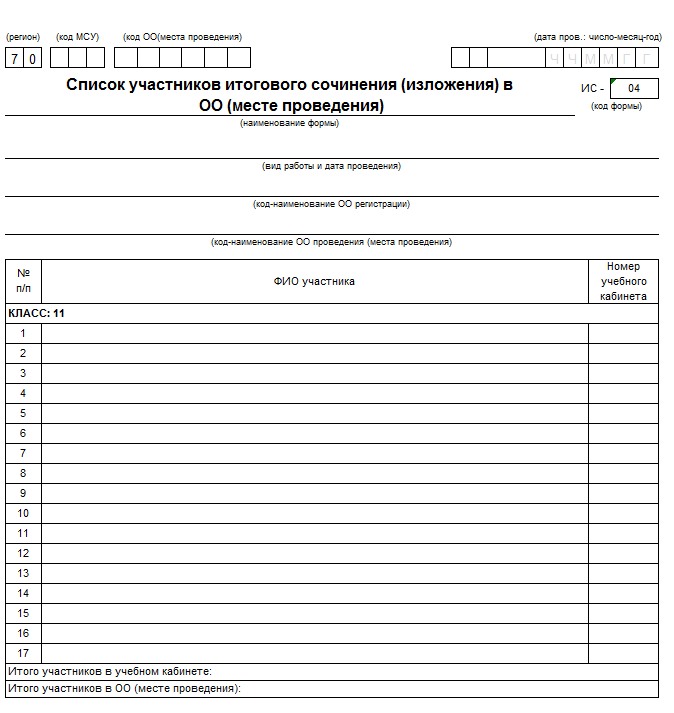 (регион) (код МСУ) (код ОО(места проведения) (дата пров.: число-месяц-год)
7 0 Ч Ч М М Г Г
Список участников итогового сочинения (изложения) в
ОО (месте проведения)
ИС - 04
(наименование формы) (код формы)
(вид работы и дата проведения)
(код-наименование ОО регистрации)
(код-наименование ОО проведения (места проведения)
№
п/п
ФИО участника
Номер
учебного
кабинета
КЛАСС: 11
1
2
3
4
5
6
7
8
9
10
11
12
13
14
15
16
17
Итого участников в учебном кабинете:
Итого участников в ОО (месте проведения):